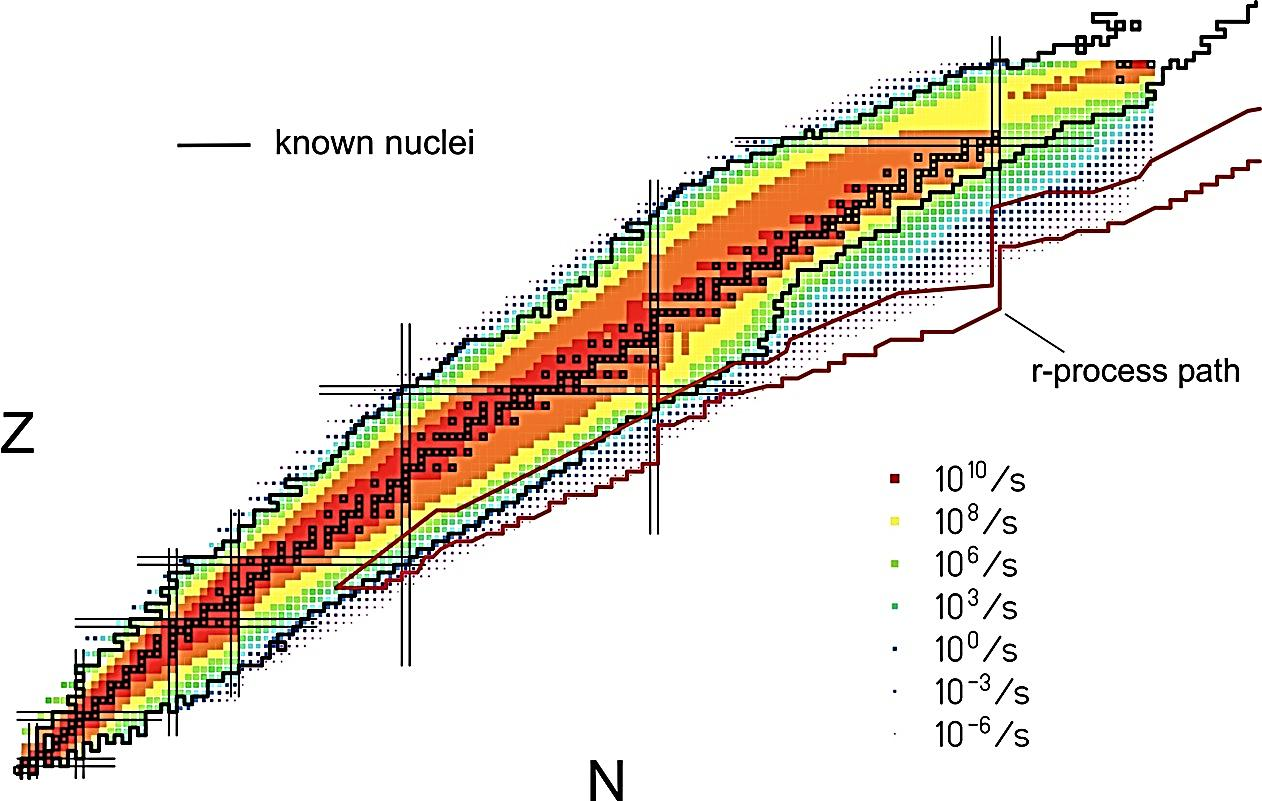 known nuclei
r-process path
Z
10¹⁰/s
10⁸/s
10⁶/s
10³/s
10⁰/s
10⁻³/s
10⁻⁶/s
N